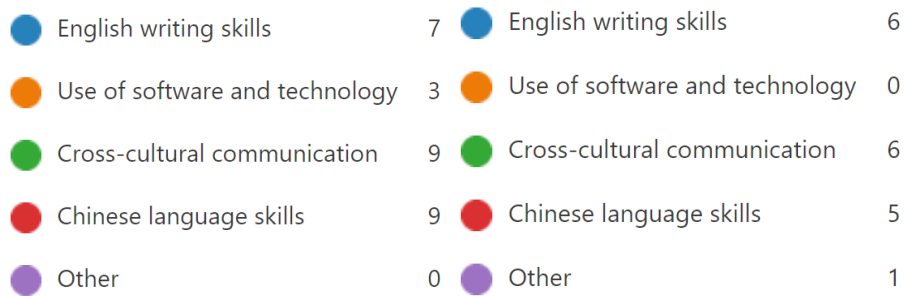 English writing skills 7
Use of software and technology 3
Cross-cultural communication 9
Chinese language skills 9
Other 0
English writing skills 6
Use of software and technology 0
Cross-cultural communication 6
Chinese language skills 5
Other 1